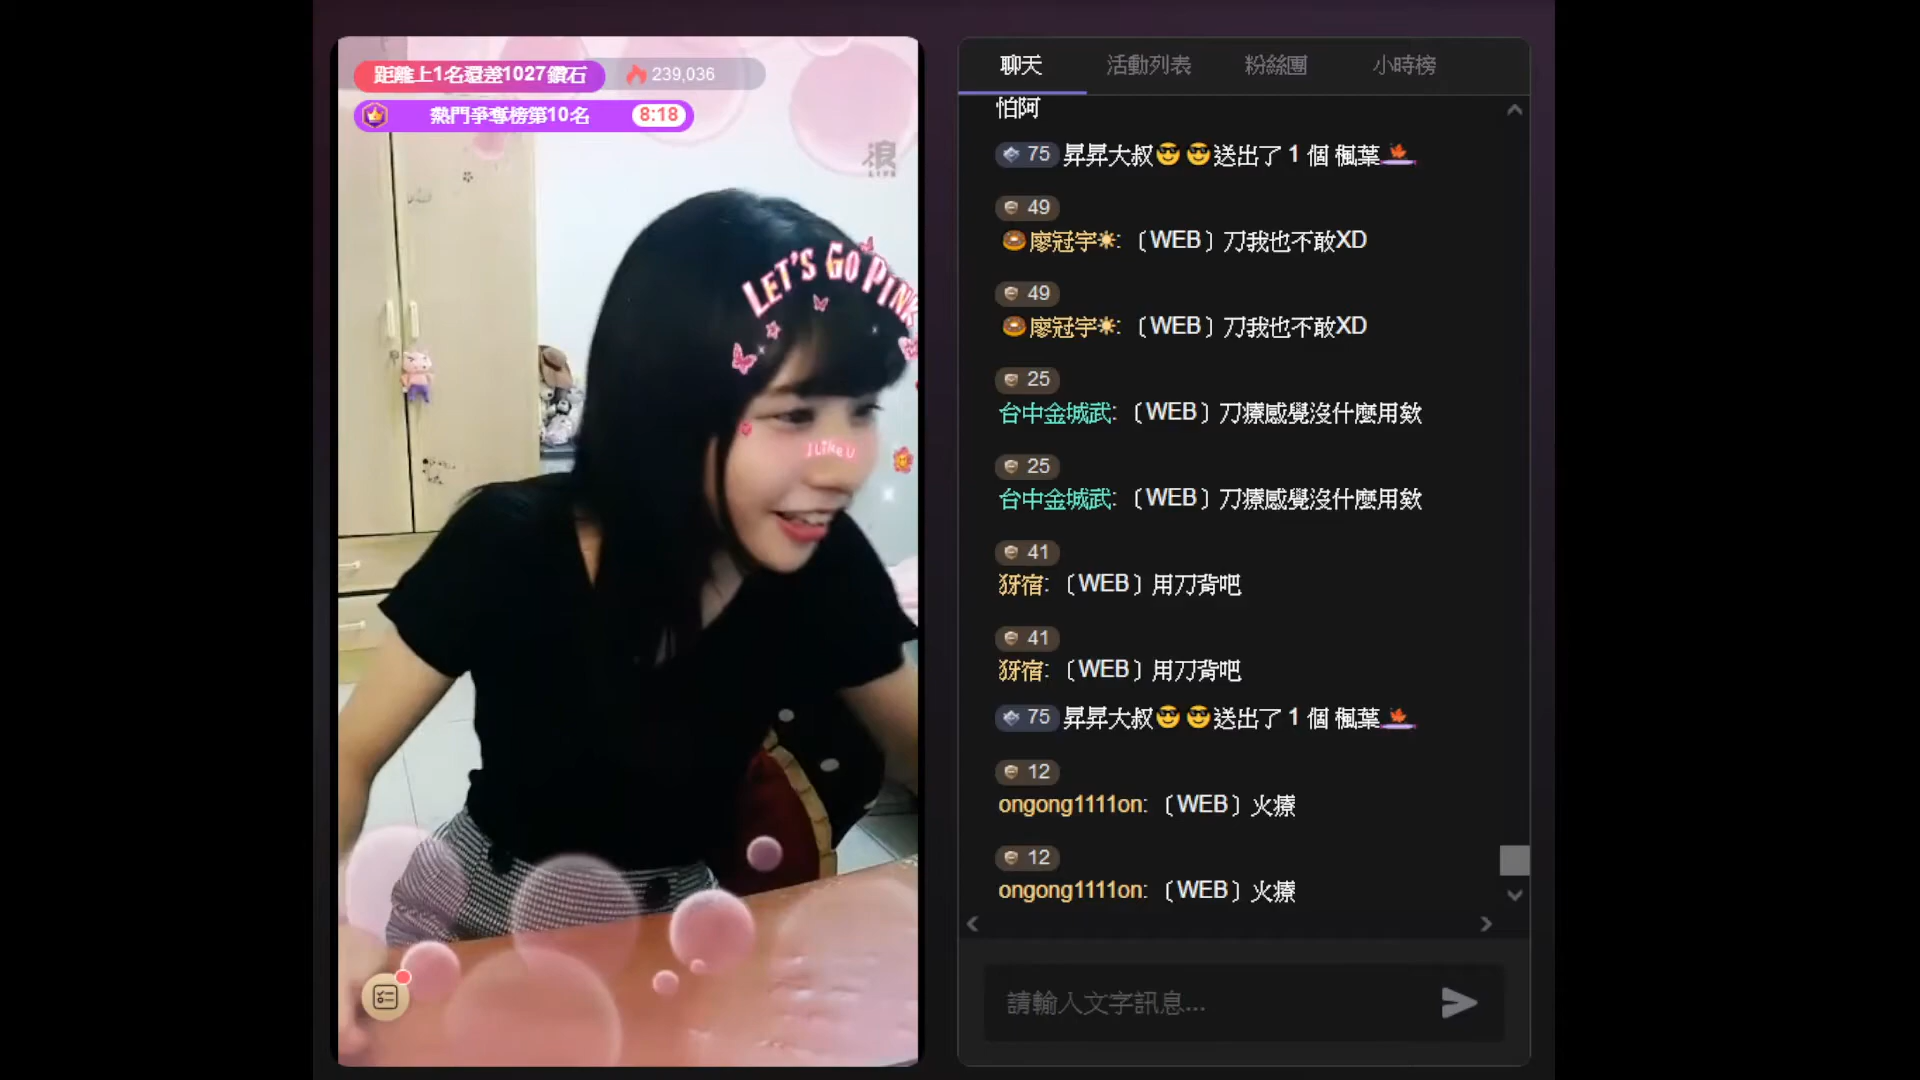 距離上1名還差1027鑽石
239,036
熱門爭奪榜第10名
8:18
浪
LIVE
LET'S GO PINK
I Like U
聊天
活動列表
粉絲團
小時榜
怕阿
75 昇昇大叔😎😎送出了 1 個 楓葉🍁
49
🍩廖冠宇☀:〔WEB〕刀我也不敢XD
49
🍩廖冠宇☀:〔WEB〕刀我也不敢XD
25
台中金城武:〔WEB〕刀療感覺沒什麼用欸
25
台中金城武:〔WEB〕刀療感覺沒什麼用欸
41
犽宿:〔WEB〕用刀背吧
41
犽宿:〔WEB〕用刀背吧
75 昇昇大叔😎😎送出了 1 個 楓葉🍁
12
ongong1111on:〔WEB〕火療
12
ongong1111on:〔WEB〕火療
請輸入文字訊息...